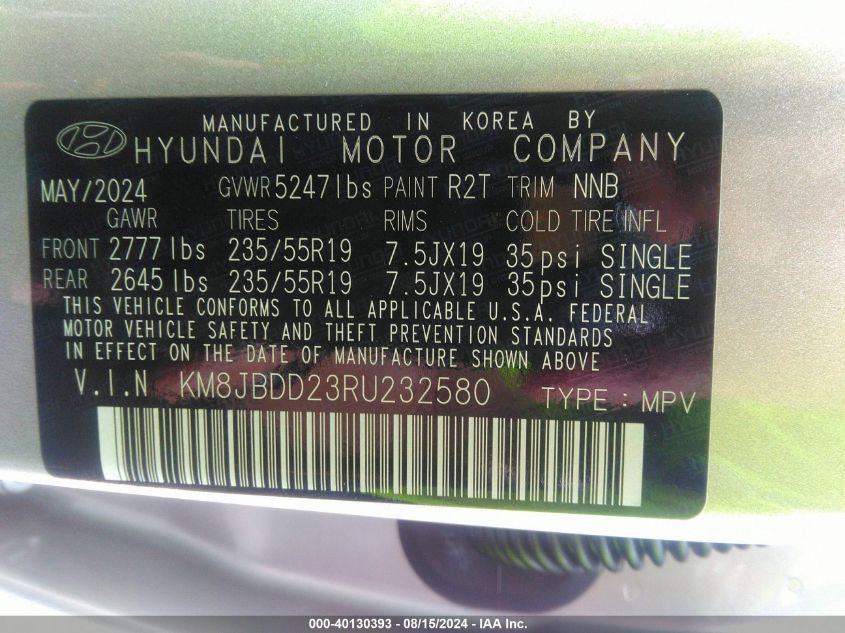 MANUFACTURED IN KOREA BY
HYUNDAI MOTOR COMPANY
MAY/2024 GVWR 5247lbs PAINT R2T TRIM NNB
GAWR TIRES RIMS COLD TIRE INFL
FRONT 2777lbs 235/55R19 7.5JX19 35psi SINGLE
REAR 2645lbs 235/55R19 7.5JX19 35psi SINGLE
THIS VEHICLE CONFORMS TO ALL APPLICABLE U.S.A. FEDERAL
MOTOR VEHICLE SAFETY AND THEFT PREVENTION STANDARDS
IN EFFECT ON THE DATE OF MANUFACTURE SHOWN ABOVE
V.I.N KM8JBDD23RU232580 TYPE : MPV
000-40130393 - 08/15/2024 - IAAI.com